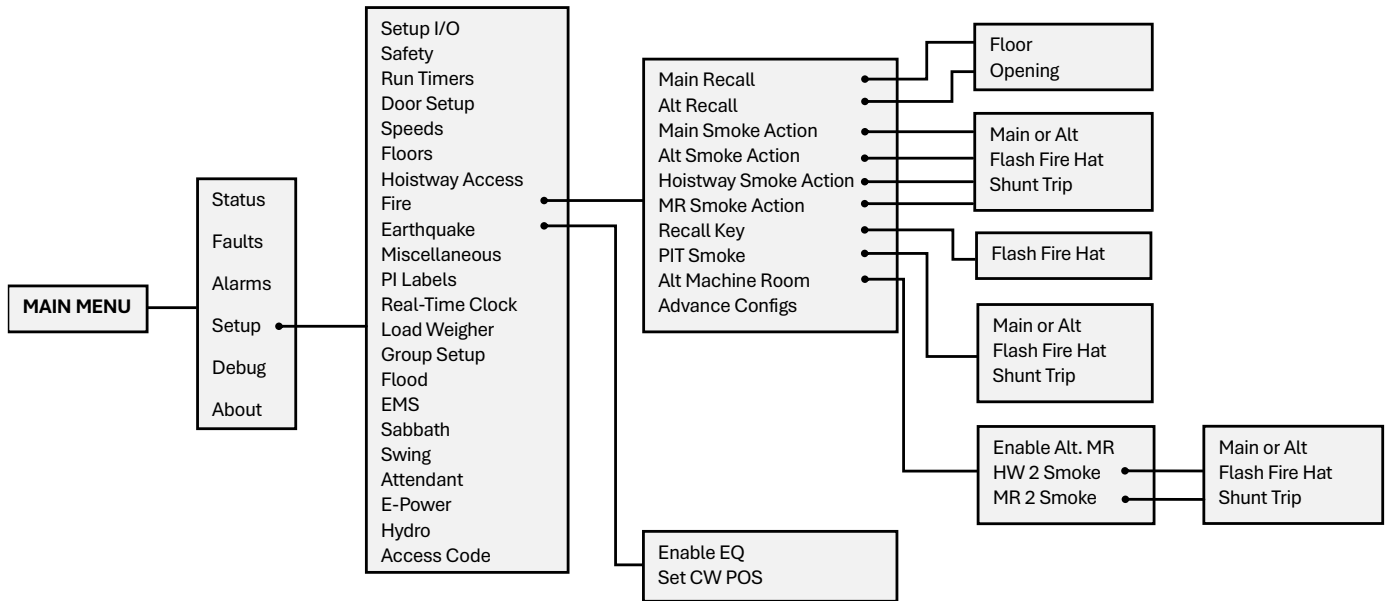 MAIN MENU
Status
Faults
Alarms
Setup
Debug
About
Setup I/O
Safety
Run Timers
Door Setup
Speeds
Floors
Hoistway Access
Fire
Earthquake
Miscellaneous
PI Labels
Real-Time Clock
Load Weigher
Group Setup
Flood
EMS
Sabbath
Swing
Attendant
E-Power
Hydro
Access Code
Main Recall
Alt Recall
Main Smoke Action
Alt Smoke Action
Hoistway Smoke Action
MR Smoke Action
Recall Key
PIT Smoke
Alt Machine Room
Advance Configs
Enable EQ
Set CW POS
Floor
Opening
Main or Alt
Flash Fire Hat
Shunt Trip
Flash Fire Hat
Main or Alt
Flash Fire Hat
Shunt Trip
Enable Alt. MR
HW 2 Smoke
MR 2 Smoke
Main or Alt
Flash Fire Hat
Shunt Trip